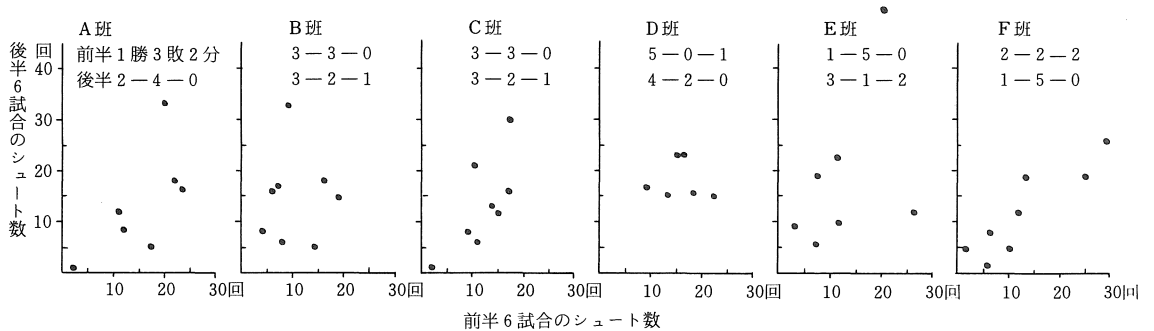 A班
前半1勝3敗2分
後半2－4－0
B班
3－3－0
3－2－1
C班
3－3－0
3－2－1
D班
5－0－1
4－2－0
E班
1－5－0
3－1－2
F班
2－2－2
1－5－0
後半6試合のシュート数
回
40
30
20
10
10 20 30回
10 20 30回
10 20 30回
10 20 30回
10 20 30回
10 20 30回
前半6試合のシュート数